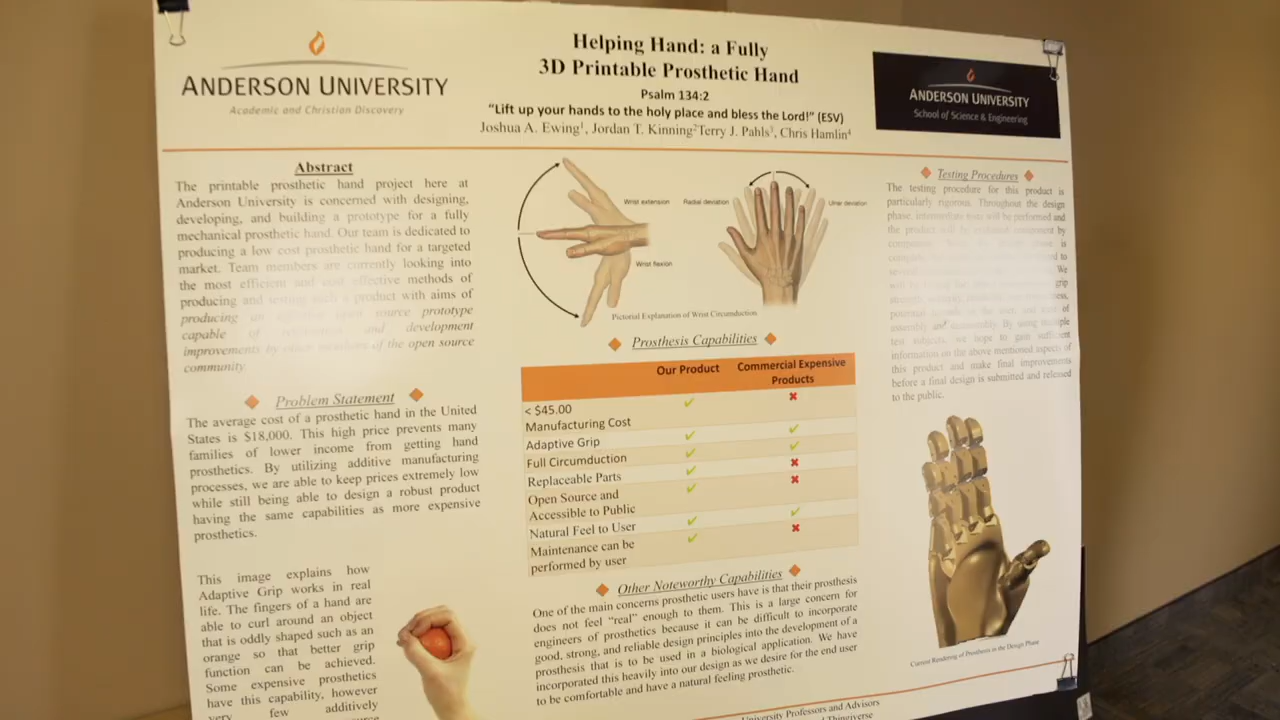 ANDERSON UNIVERSITY
Academic and Christian Discovery
Helping Hand: a Fully
3D Printable Prosthetic Hand
Psalm 134:2
“Lift up your hands to the holy place and bless the Lord!” (ESV)
Joshua A. Ewing1, Jordan T. Kinning2Terry J. Pahls3, Chris Hamlin4
ANDERSON UNIVERSITY
School of Science & Engineering
Abstract
The printable prosthetic hand project here at
Anderson University is concerned with designing,
developing, and building a prototype for a fully
mechanical prosthetic hand. Our team is dedicated to
producing a low cost prosthetic hand for a targeted
market. Team members are currently looking into
the most efficient and cost effective methods of
producing and testing such a product with aims of
producing an open source prototype
capable of and development
improvements by other members of the open source
community.
Problem Statement
The average cost of a prosthetic hand in the United
States is $18,000. This high price prevents many
families of lower income from getting hand
prosthetics. By utilizing additive manufacturing
processes, we are able to keep prices extremely low
while still being able to design a robust product
having the same capabilities as more expensive
prosthetics.
This image explains how
Adaptive Grip works in real
life. The fingers of a hand are
able to curl around an object
that is oddly shaped such as an
orange so that better grip
function can be achieved.
Some expensive prosthetics
have this capability, however
very few additively
Wrist extension
Wrist flexion
Radial deviation
Ulnar deviation
Pictorial Explanation of Wrist Circumduction
Prosthesis Capabilities
Our Product
Commercial Expensive
Products
< $45.00
Manufacturing Cost
✓ ✖
Adaptive Grip ✓ ✓
Full Circumduction ✓ ✓
Replaceable Parts ✓ ✖
Open Source and
Accessible to Public
✓ ✖
Natural Feel to User ✓ ✓
Maintenance can be
performed by user
✓ ✖
Other Noteworthy Capabilities
One of the main concerns prosthetic users have is that their prosthesis
does not feel “real” enough to them. This is a large concern for
engineers of prosthetics because it can be difficult to incorporate
good, strong, and reliable design principles into the development of a
prosthesis that is to be used in a biological application. We have
incorporated this heavily into our design as we desire for the end user
to be comfortable and have a natural feeling prosthetic.
University Professors and Advisors
Thingiverse
Testing Procedures
The testing procedure for this product is
particularly rigorous. Throughout the design
phase, intermediate tests will be performed and
the product will be evaluated component by
is
to
We
grip
assembly and disassembly. By using multiple
test subjects, we hope to gain sufficient
information on the above mentioned aspects of
this product and make final improvements
before a final design is submitted and released
to the public.
Current Rendering of Prosthesis in the Design Phase